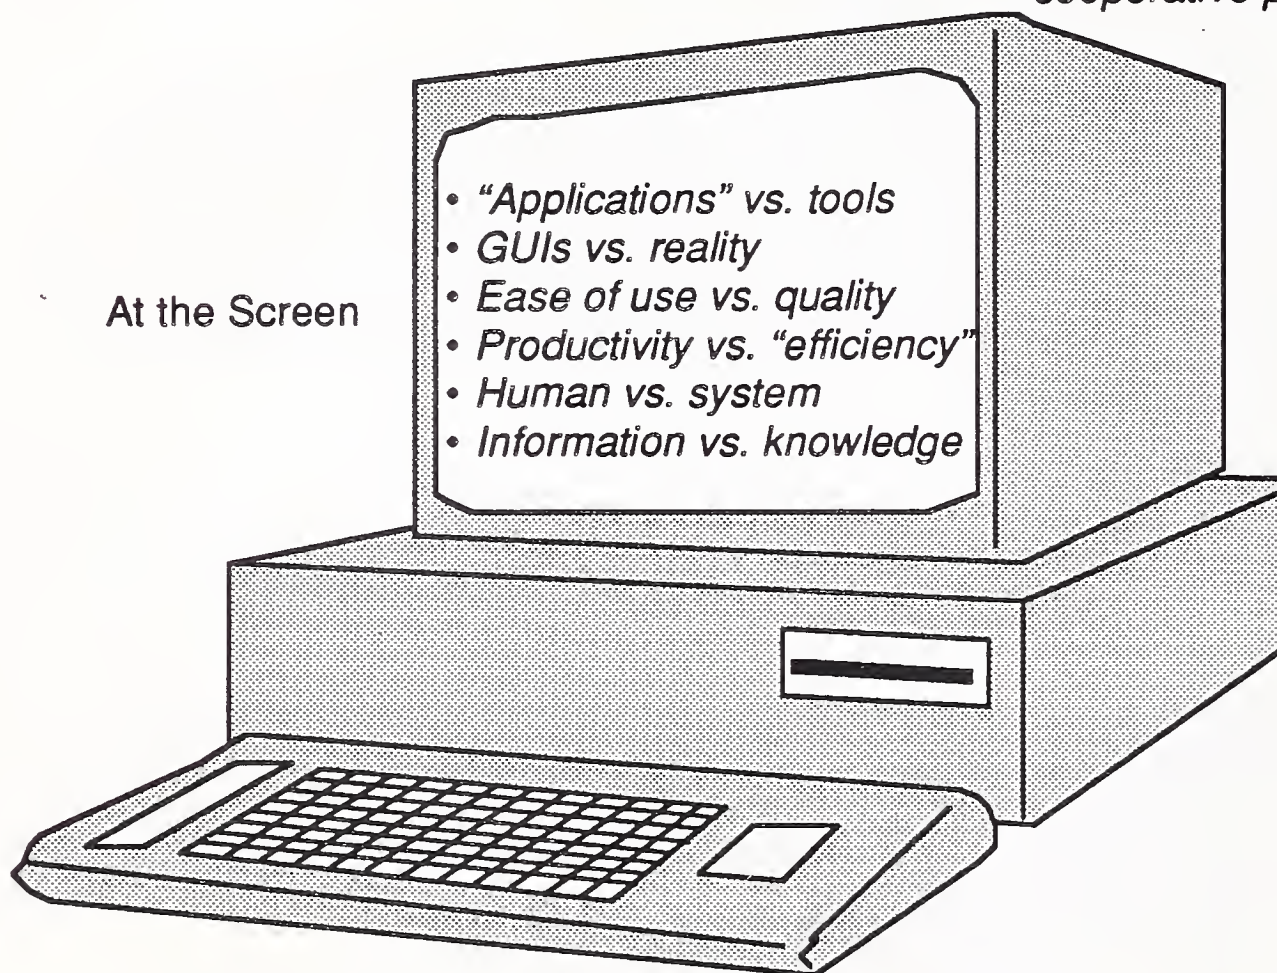 cooperative
• “Applications” vs. tools
• GUIs vs. reality
• Ease of use vs. quality
At the Screen
• Productivity vs. “efficiency”
• Human vs. system
• Information vs. knowledge